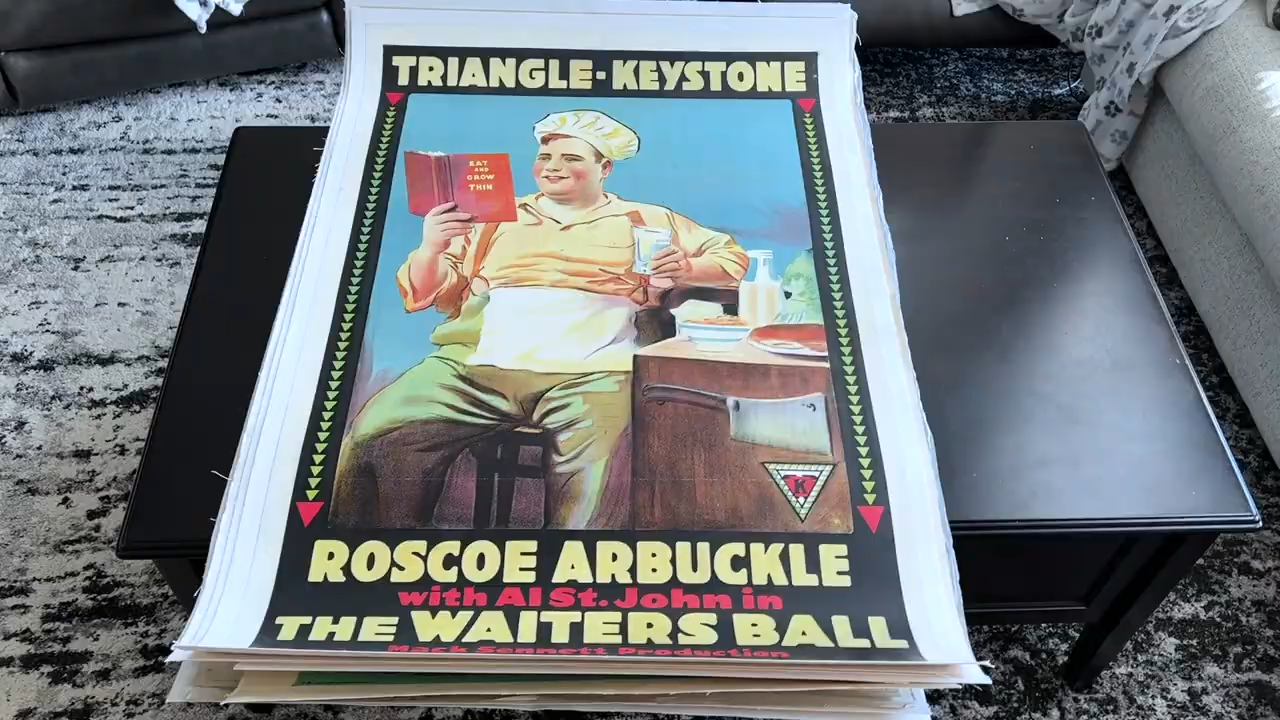 TRIANGLE-KEYSTONE
EAT
AND
GROW
THIN
K
ROSCOE ARBUCKLE
with Al St. John in
THE WAITERS BALL
Mack Sennett Production